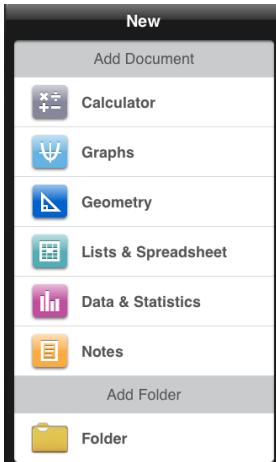 New
Add Document
Calculator
Graphs
Geometry
Lists & Spreadsheet
Data & Statistics
Notes
Add Folder
Folder